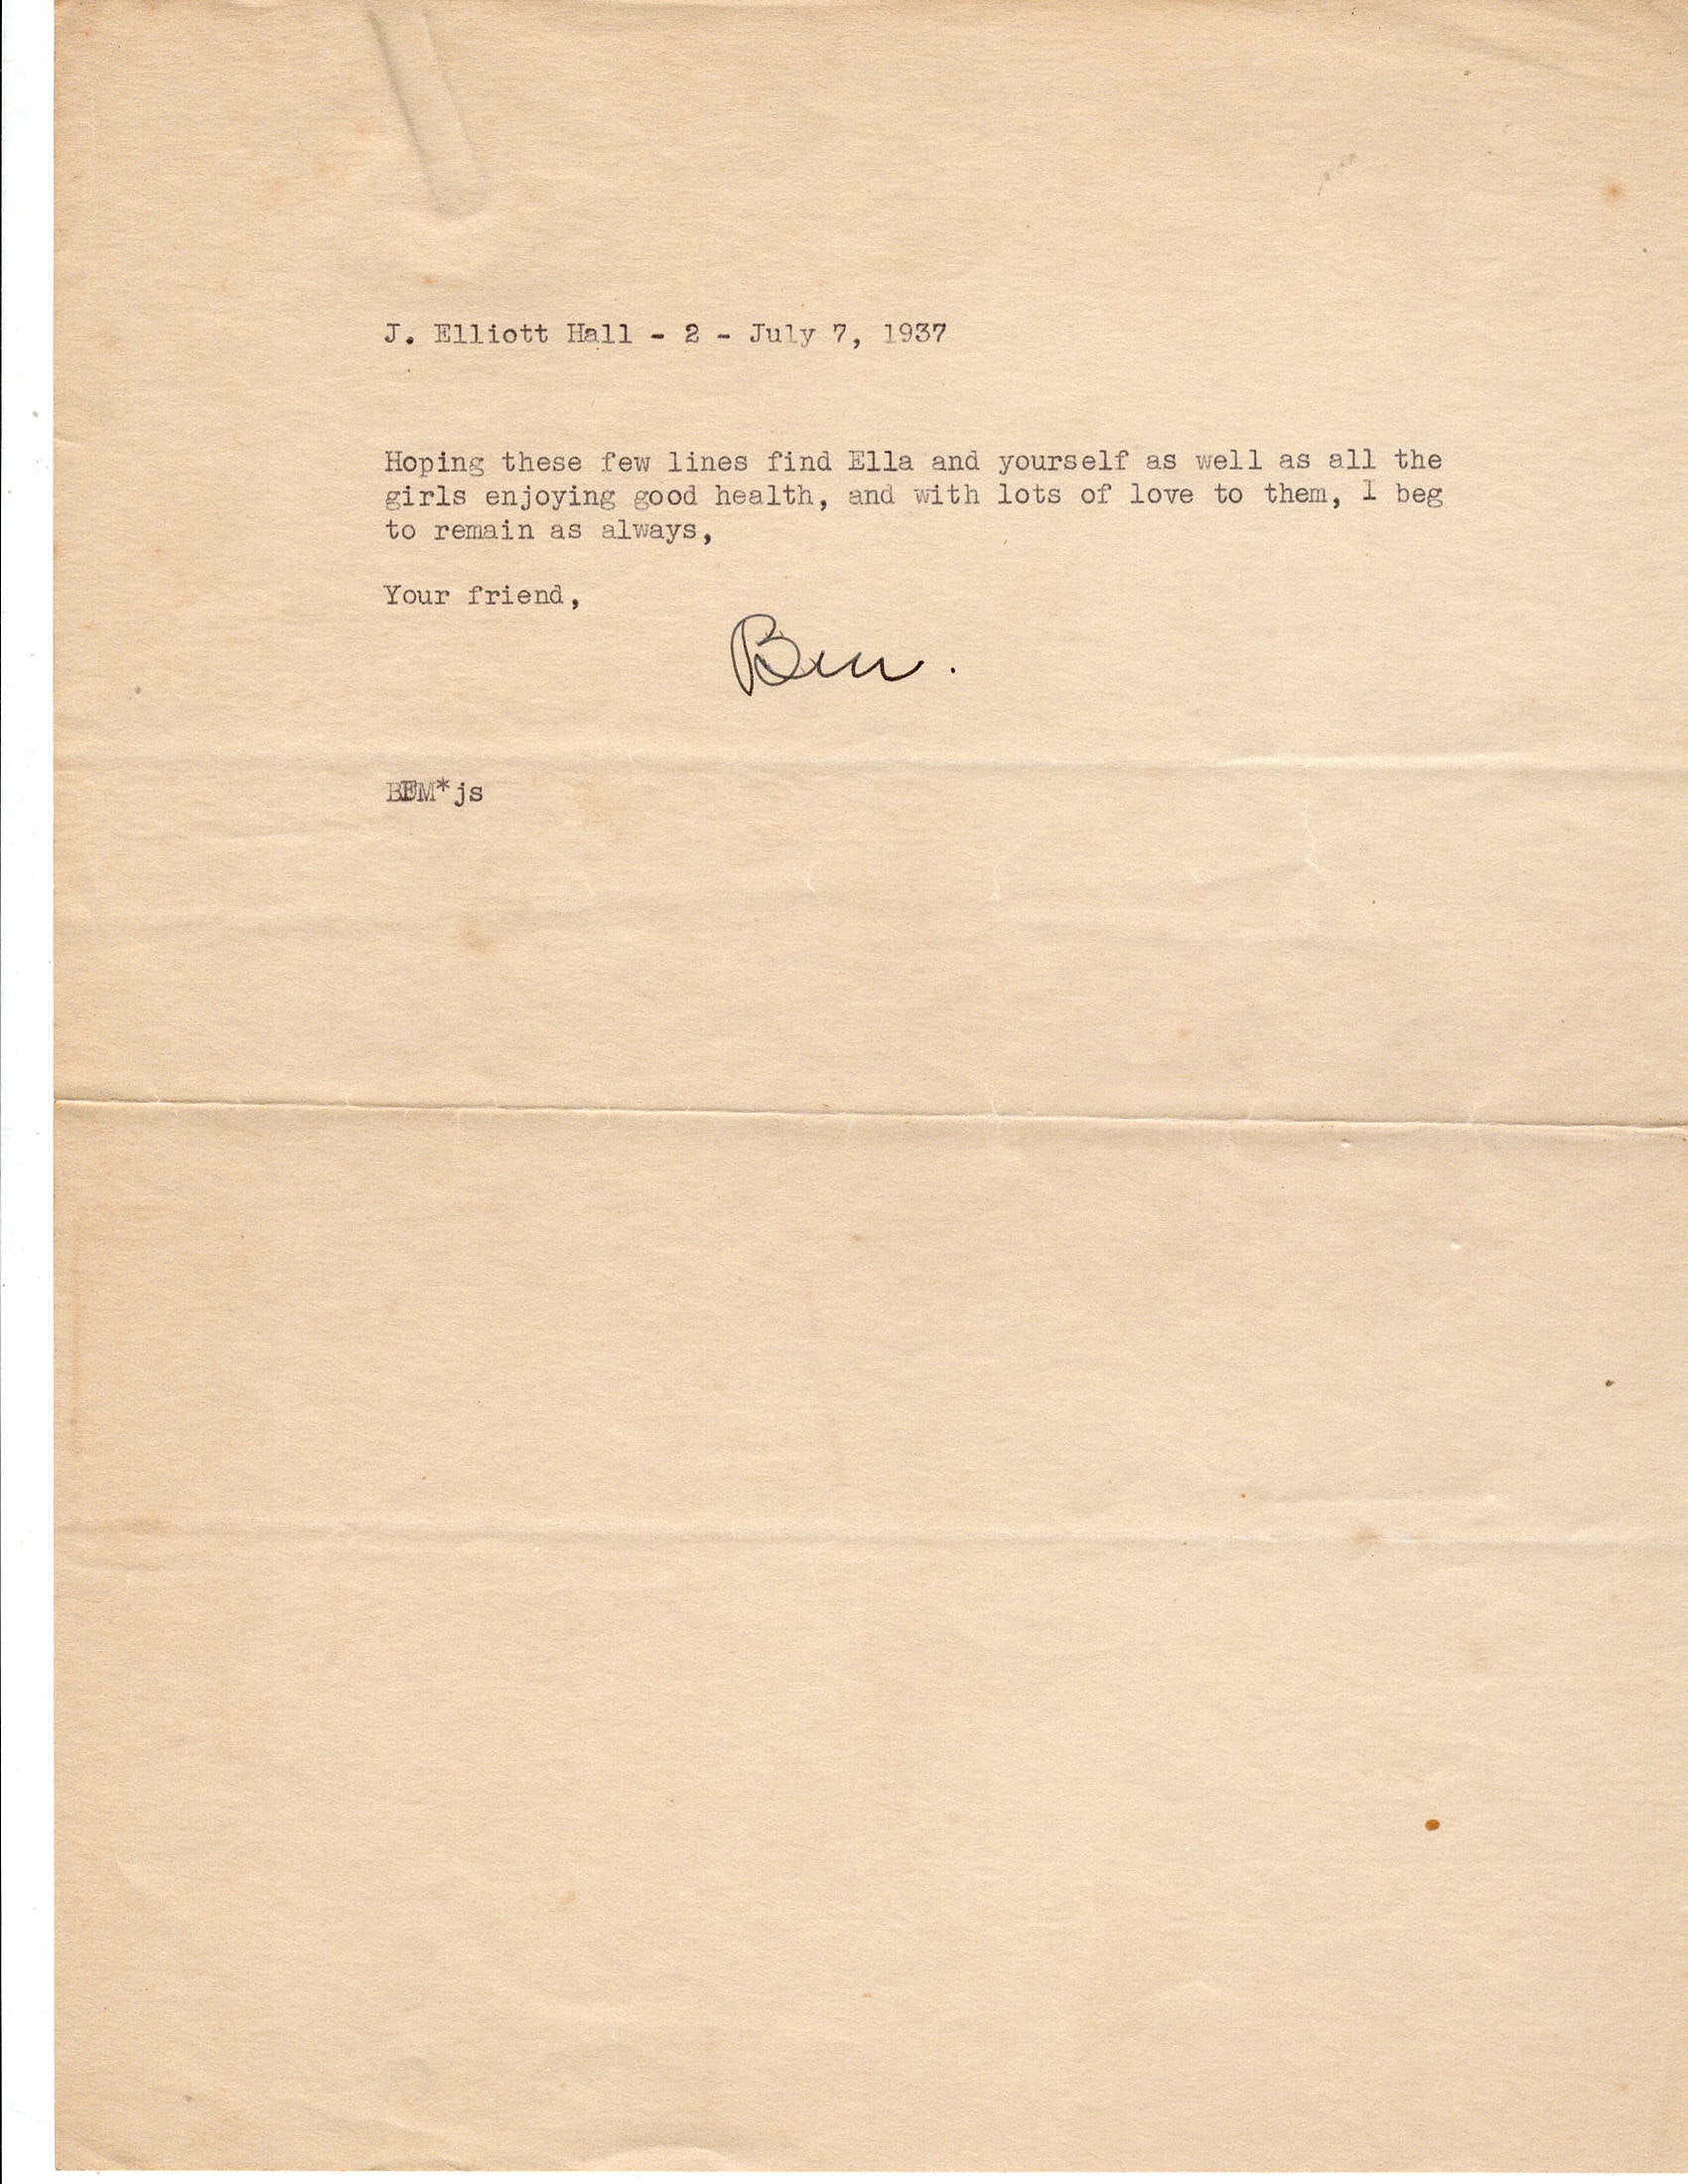 J. Elliott Hall - 2 - July 7, 1937
Hoping these few lines find Ella and yourself as well as all the
girls enjoying good health, and with lots of love to them, I beg
to remain as always,
Your friend,
Ben.